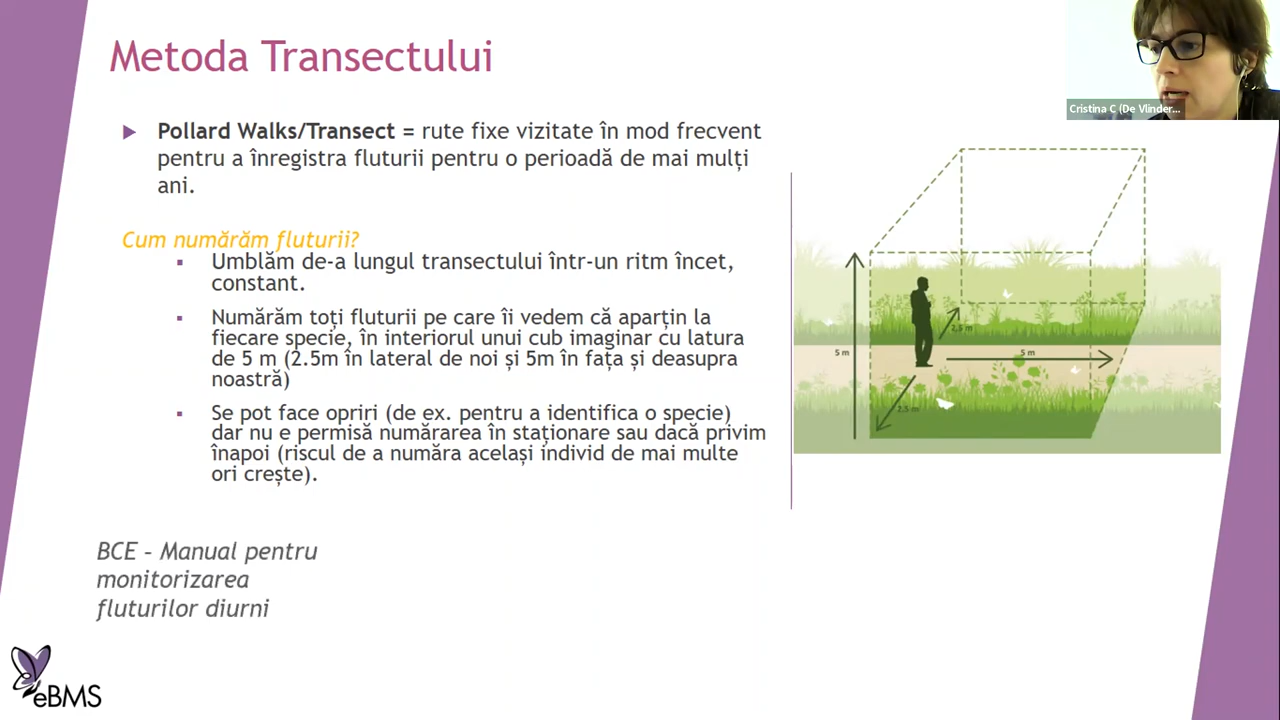 Metoda Transectului
Cristina C (De Vlinder...
Pollard Walks/Transect = rute fixe vizitate în mod frecvent
pentru a înregistra fluturii pentru o perioadă de mai mulți
ani.
Cum numărăm fluturii?
Umblăm de-a lungul transectului într-un ritm încet,
constant.
Numărăm toți fluturii pe care îi vedem că aparțin la
fiecare specie, în interiorul unui cub imaginar cu latura
de 5 m (2.5m în lateral de noi și 5m în fața și deasupra
noastră)
Se pot face opriri (de ex. pentru a identifica o specie)
dar nu e permisă numărarea în staționare sau dacă privim
înapoi (riscul de a număra același individ de mai multe
ori crește).
5 m
2,5 m
5 m
2,5 m
BCE – Manual pentru
monitorizarea
fluturilor diurni
eBMS